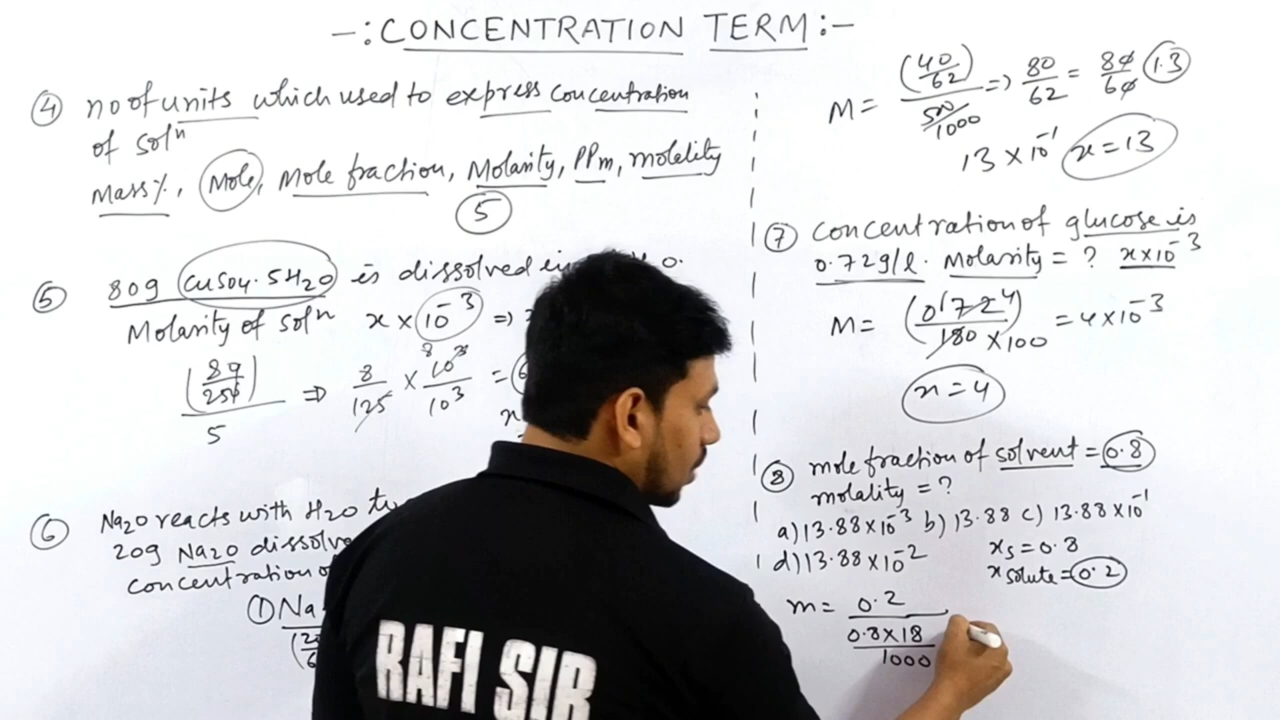 -:CONCENTRATION TERM:-
④ no of units which used to express concentration
of solⁿ
Mass%, Mole, Mole fraction, Molarity, PPm, molality
5
⑤ 80g CuSO4.5H2O is dissolved in
Molarity of solⁿ x × 10⁻³ ⇒
(80/250)/5 ⇒ 8/125 × 10³/10³ =
8
⑥ Na2O reacts with H2O to
20g Na2O dissolve
concentration of
① Na
M = (40/62)/(500/1000) => 80/62 = 80/60 1.3
13 × 10⁻¹ x = 13
⑦ Concentration of glucose is
0.72g/l. Molarity = ? x×10⁻³
M = (0.72 4)/(180 × 100) = 4×10⁻³
x = 4
⑧ mole fraction of solvent = 0.8
molality = ?
a) 13.88×10⁻³ b) 13.88 c) 13.88×10⁻¹
d) 13.88×10⁻²
xs = 0.8
x solute = 0.2
m = 0.2/(0.8×18/1000)
RAFI SIR